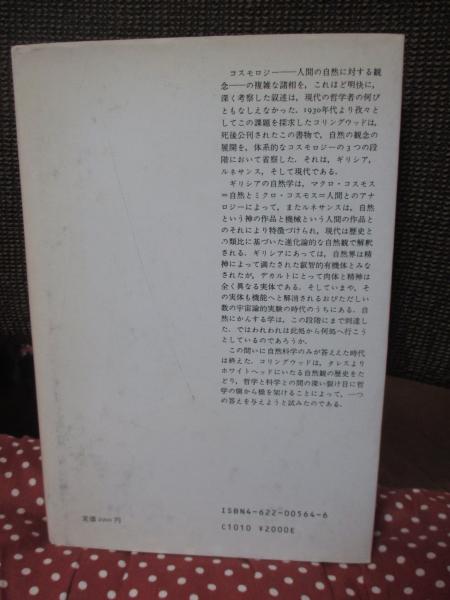 コスモロジー――人間の自然に対する観
念――の複雑な諸相を，これほど明快に，
深く考察した叙述は，現代の哲学者の何び
ともなしえなかった．1930年代より孜々と
してこの課題を探求したコリングウッドは，
死後公刊されたこの書物で，自然の観念の
展開を，体系的なコスモロジーの3つの段
階において省察した．それは，ギリシア，
ルネサンス，そして現代である．
ギリシアの自然学は，マクロ・コスモス
＝自然とミクロ・コスモス＝人間とのアナ
ロジーによって，またルネサンスは，自然
という神の作品と機械という人間の作品と
のそれにより特徴づけられ，現代は歴史と
の類比に基づいた進化論的な自然観で解釈
される．ギリシアにあっては，自然界は精
神によって満たされた叡智的有機体とみな
されたが，デカルトにとって肉体と精神は
全く異なる実体である．そしていまや，そ
の実体も機能へと解消されるおびただしい
数の宇宙論的実験の時代のうちにある．自然
にかんする学は，この段階にまで到達し
た．ではわれわれは此処から何処へ行こう
としているのであろうか．
この問いに自然科学のみが答えた時代
は終えた．コリングウッドは，タレスより
ホワイトヘッドにいたる自然観の歴史をた
どり，哲学と科学との間の深い裂け目に哲
学の側から橋を架けることによって，一つ
の答えを与えようと試みたのである．
ISBN4-622-00564-6
定価 2000 円
C1010 ¥2000E